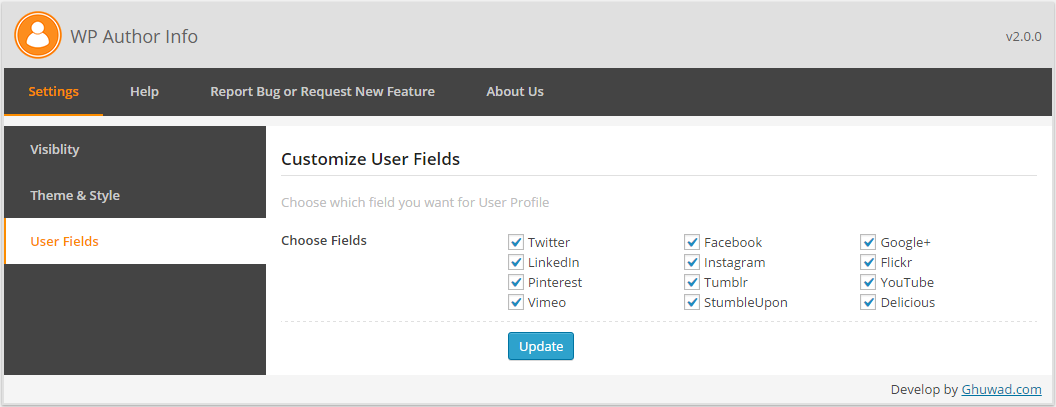 WP Author Info
v2.0.0
Settings Help Report Bug or Request New Feature About Us
Visiblity
Theme & Style
User Fields
Customize User Fields
Choose which field you want for User Profile
Choose Fields
Twitter Facebook Google+
LinkedIn Instagram Flickr
Pinterest Tumblr YouTube
Vimeo StumbleUpon Delicious
Update
Develop by Ghuwad.com